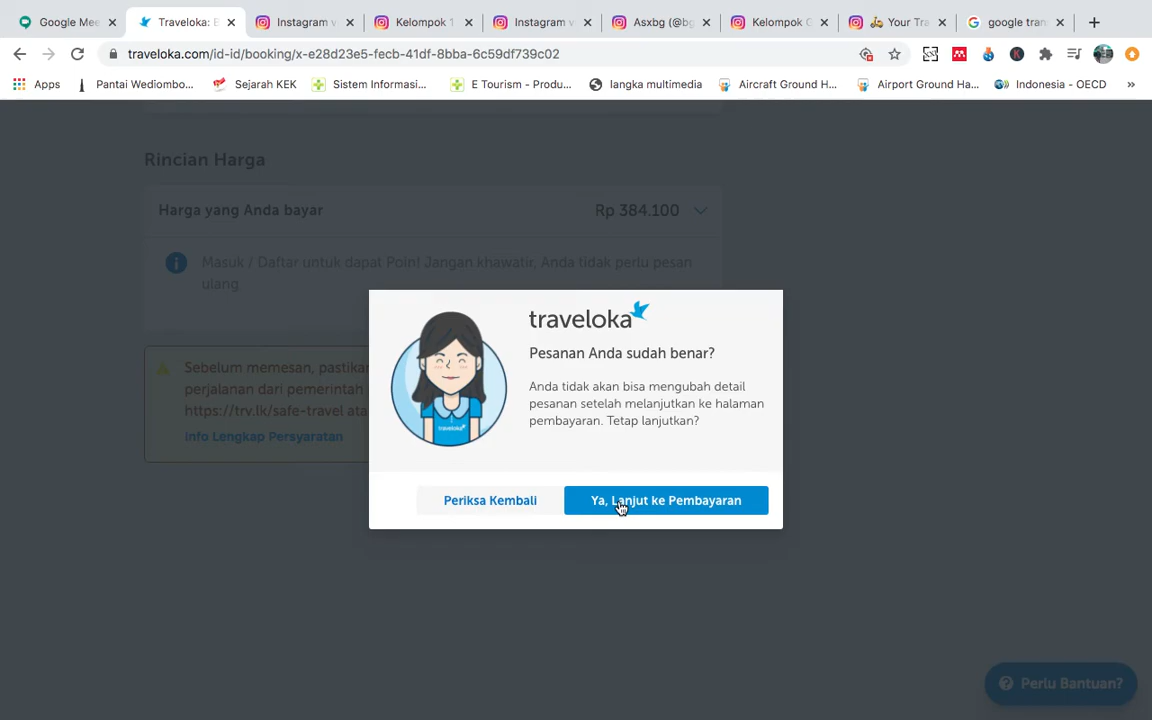 Google Mee
Traveloka: B
Instagram v
Kelompok 1
Instagram v
Asxbg (@bg
Kelompok G
Your Tra
google tran
traveloka.com/id-id/booking/x-e28d23e5-fecb-41df-8bba-6c59df739c02
Apps
Pantai Wediombo...
Sejarah KEK
Sistem Informasi...
E Tourism - Produ...
langka multimedia
Aircraft Ground H...
Airport Ground Ha...
Indonesia - OECD
»
Rincian Harga
Harga yang Anda bayar
Rp 384.100
Masuk / Daftar untuk dapat Poin! Jangan khawatir, Anda tidak perlu pesan
ulang
Sebelum memesan, pastikan
perjalanan dari pemerintah
https://trv.lk/safe-travel ata
Info Lengkap Persyaratan
traveloka
traveloka
Pesanan Anda sudah benar?
Anda tidak akan bisa mengubah detail
pesanan setelah melanjutkan ke halaman
pembayaran. Tetap lanjutkan?
Periksa Kembali
Ya, Lanjut ke Pembayaran
Perlu Bantuan?